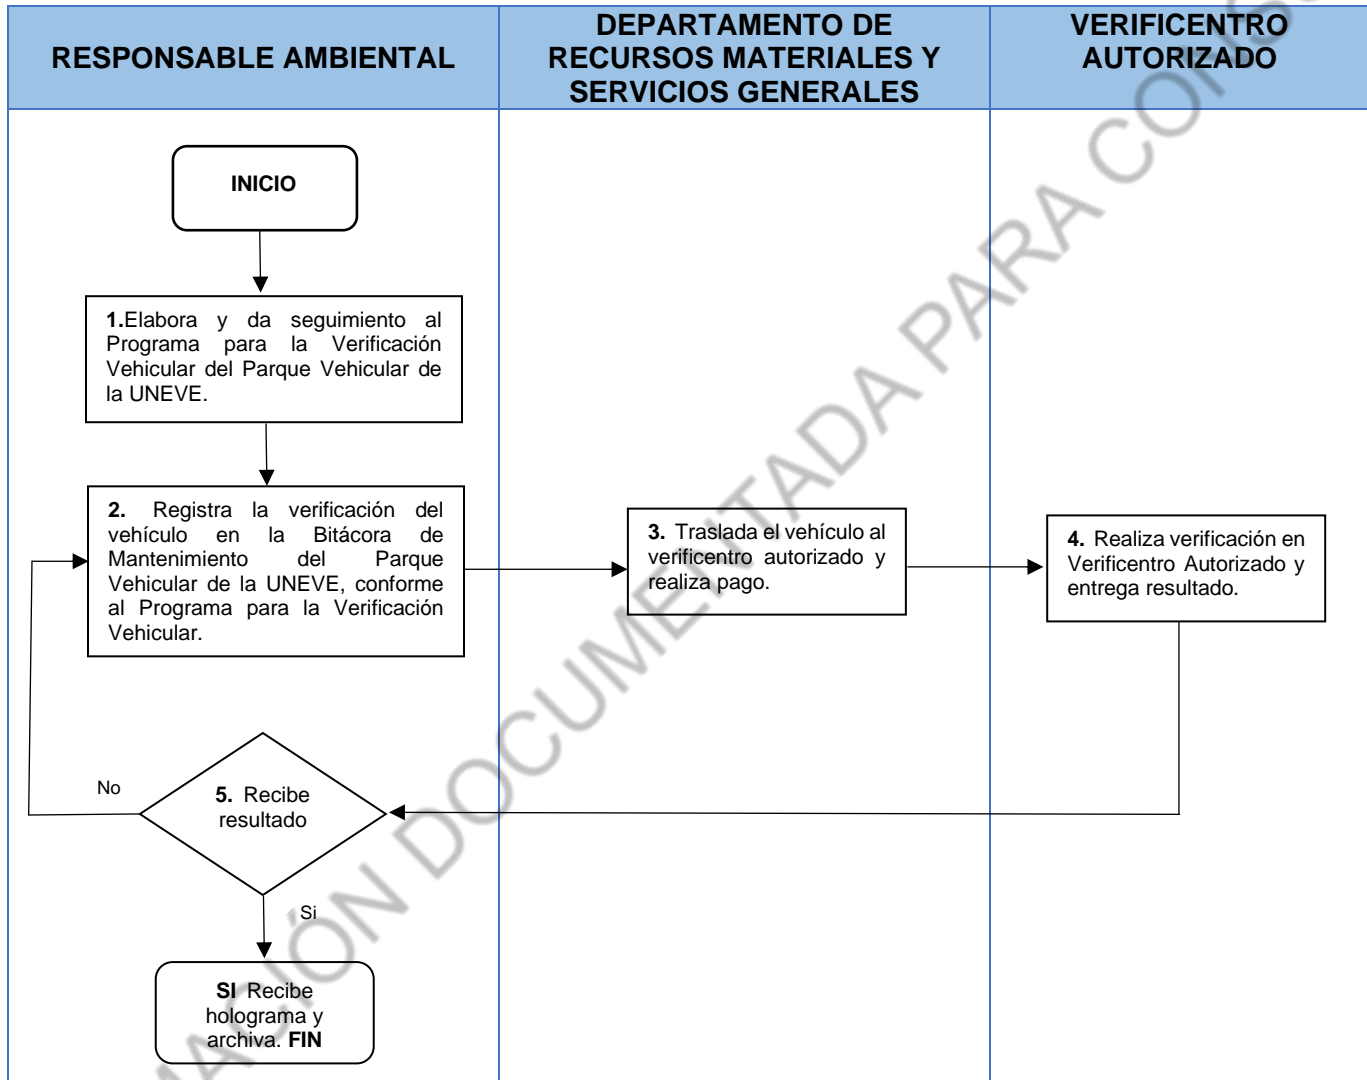 RESPONSABLE AMBIENTAL
DEPARTAMENTO DE
RECURSOS MATERIALES Y
SERVICIOS GENERALES
VERIFICENTRO
AUTORIZADO
INICIO
1.Elabora y da seguimiento al
Programa para la Verificación
Vehicular del Parque Vehicular de
la UNEVE.
2. Registra la verificación del
vehículo en la Bitácora de
Mantenimiento del Parque
Vehicular de la UNEVE, conforme
al Programa para la Verificación
Vehicular.
3. Traslada el vehículo al
verificentro autorizado y
realiza pago.
4. Realiza verificación en
Verificentro Autorizado y
entrega resultado.
No
5. Recibe
resultado
Si
SI Recibe
holograma y
archiva. FIN
MACIÓN DOCUMENTADA PARA CONS